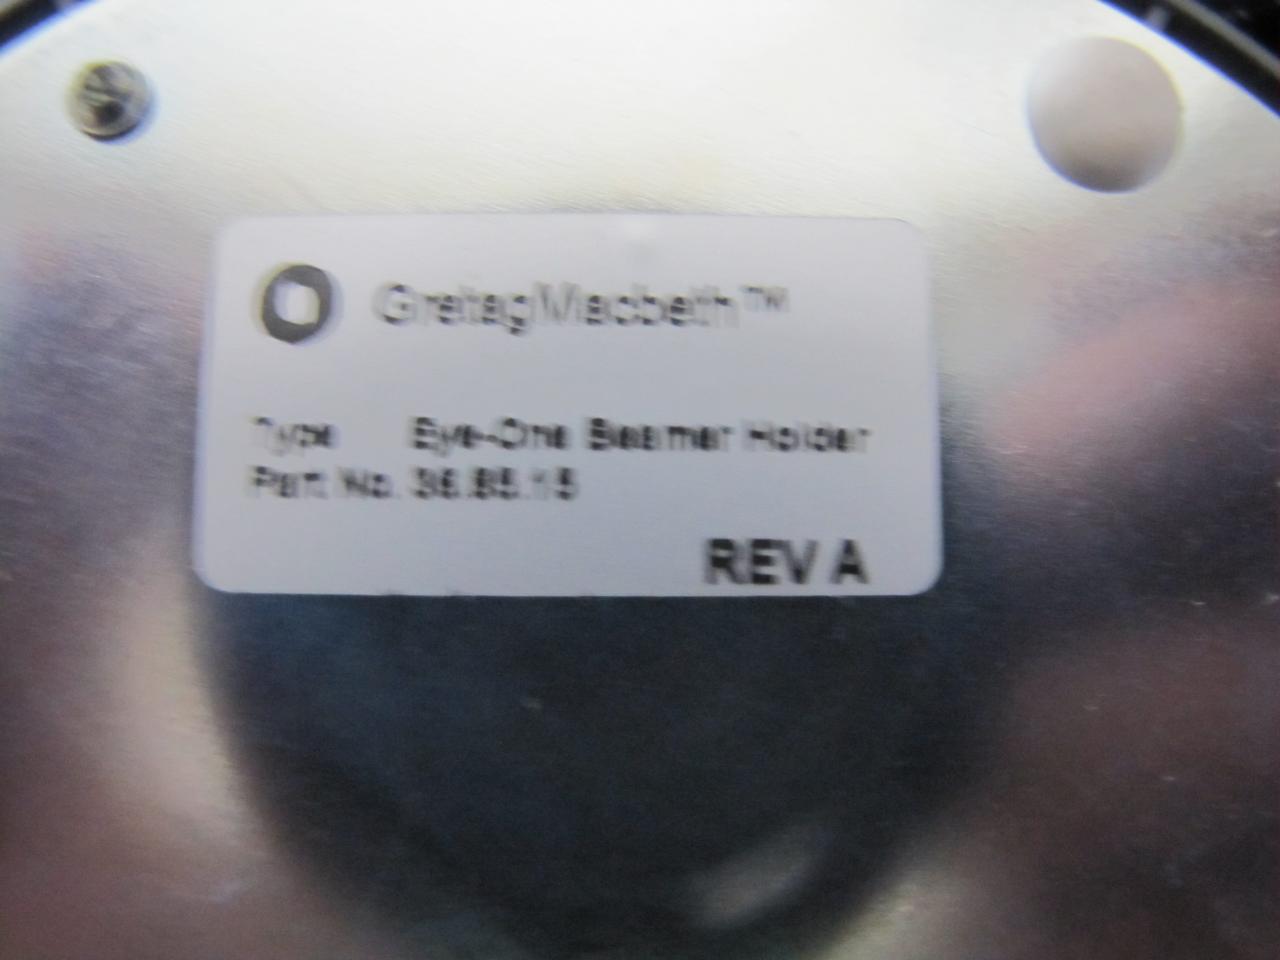 GretagMacbeth™
Type Eye-One Beamer Holder
Part No. 36.85.15
REV A